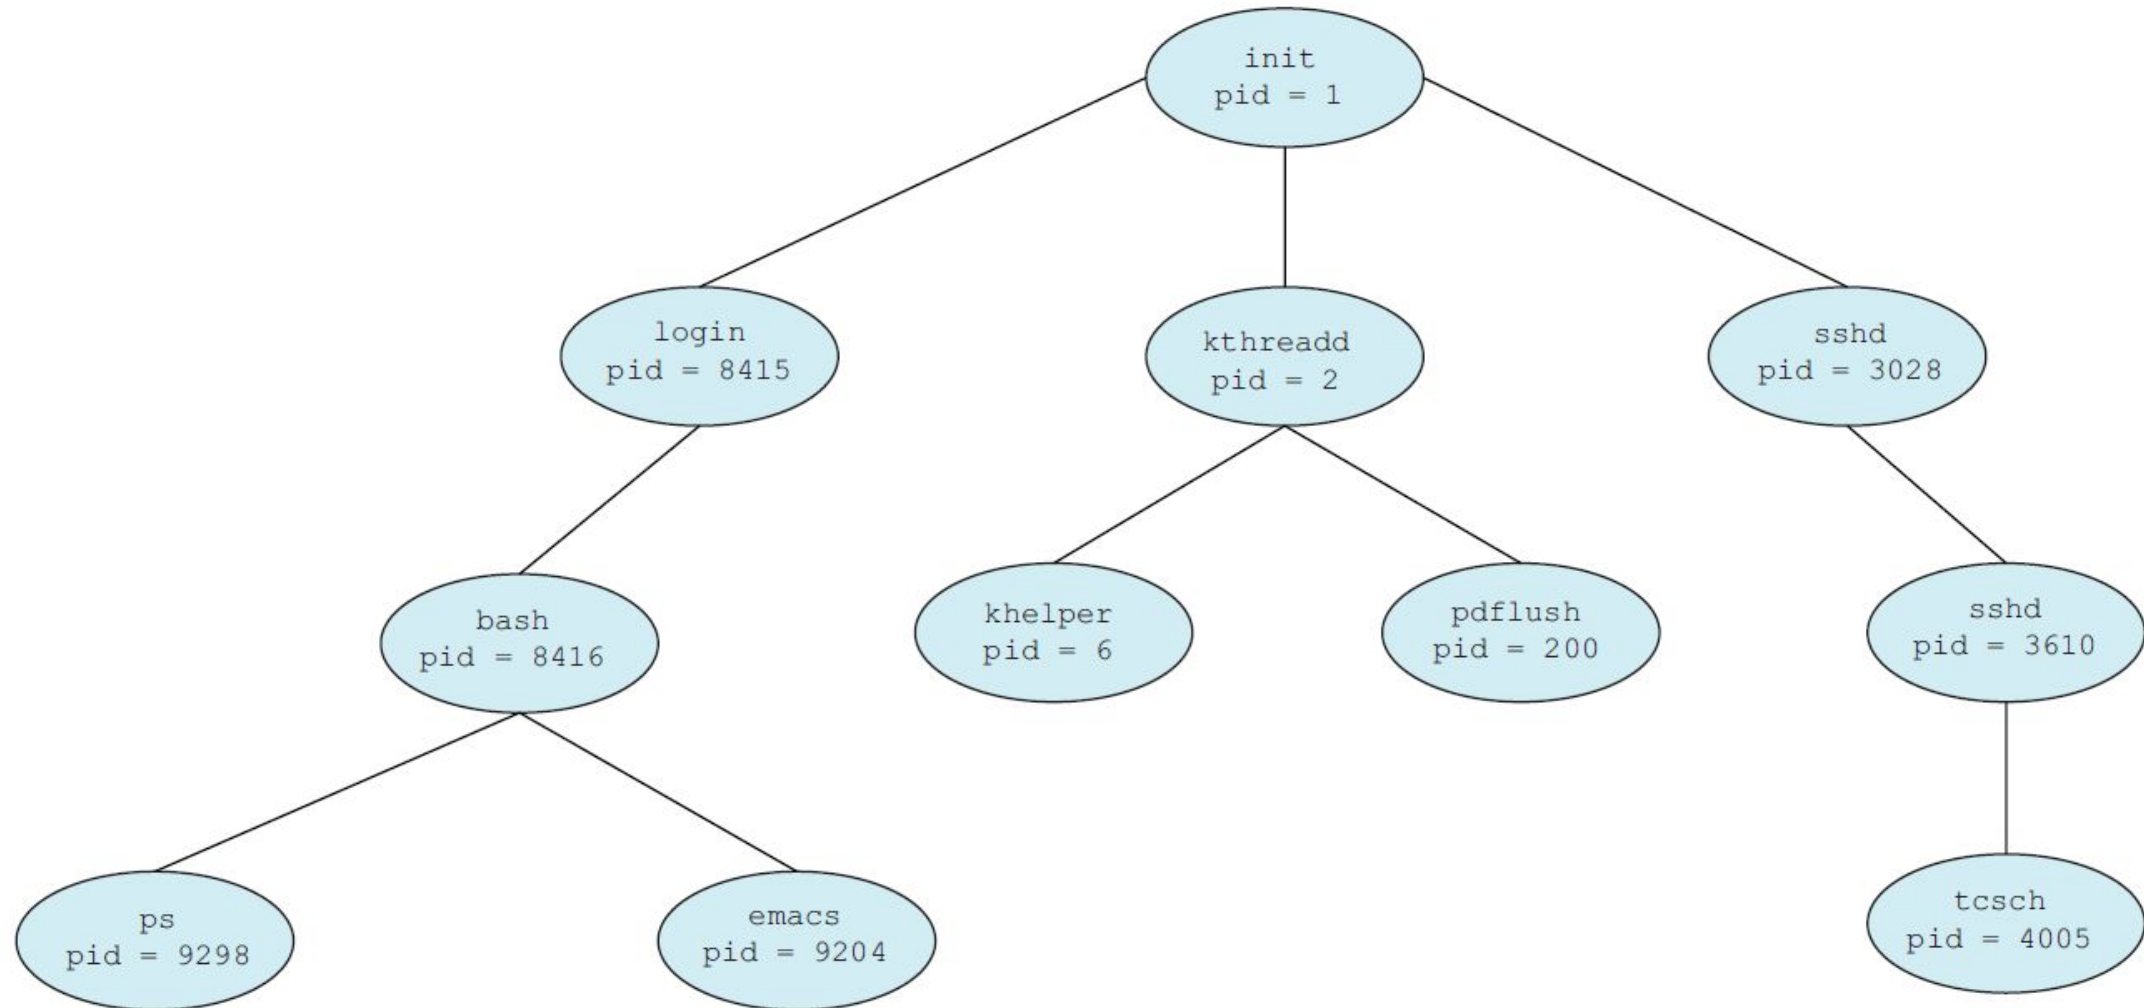 init
pid = 1
login
pid = 8415
kthreadd
pid = 2
sshd
pid = 3028
bash
pid = 8416
khelper
pid = 6
pdflush
pid = 200
sshd
pid = 3610
ps
pid = 9298
emacs
pid = 9204
tcsch
pid = 4005